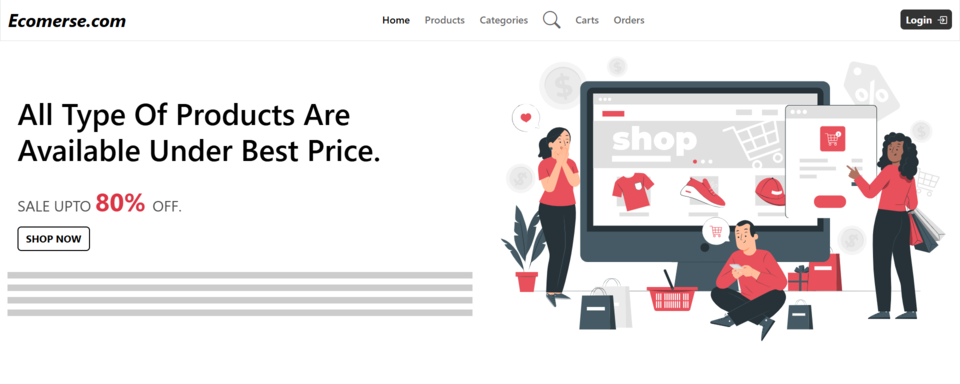 Ecomerse.com
Home Products Categories Carts Orders
Login
All Type Of Products Are
Available Under Best Price.
SALE UPTO 80% OFF.
SHOP NOW
shop
%
$
$
$
$
$